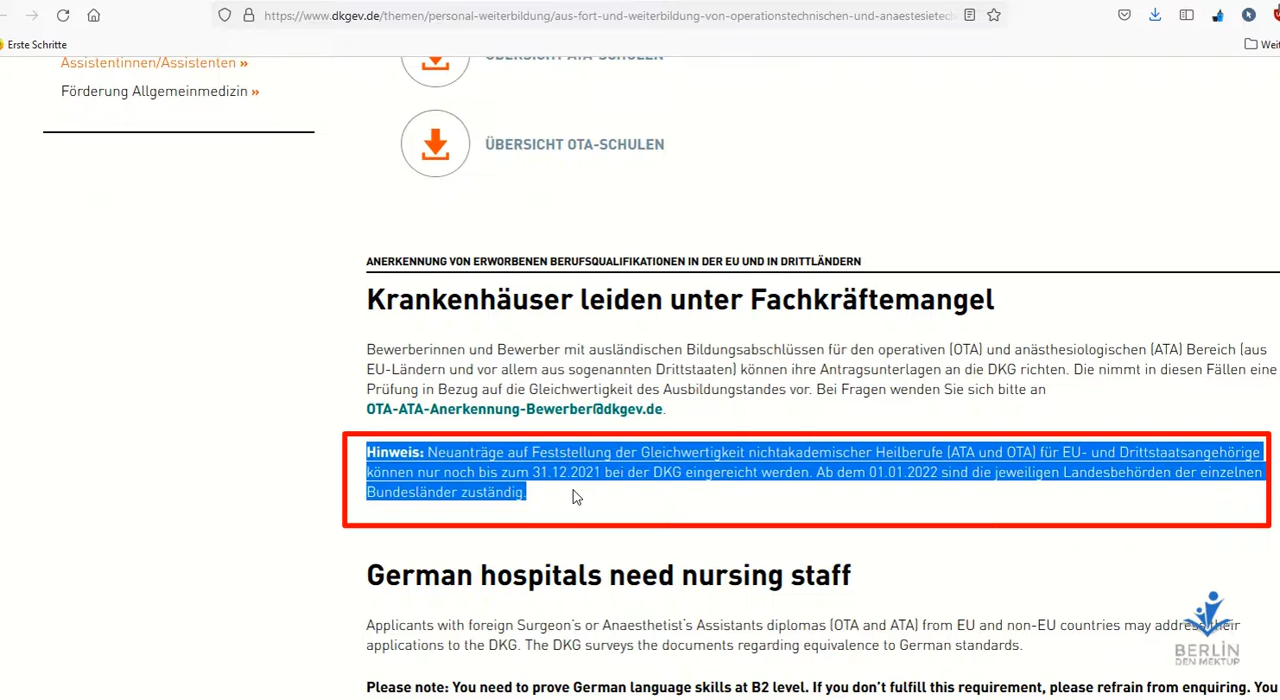 https://www.dkgev.de/themen/personal-weiterbildung/aus-fort-und-weiterbildung-von-operationstechnischen-und-anaestesietec
Erste Schritte
Weit
Assistentinnen/Assistenten »
Förderung Allgemeinmedizin »
ÜBERSICHT ATA-SCHULEN
ÜBERSICHT OTA-SCHULEN
ANERKENNUNG VON ERWORBENEN BERUFSQUALIFIKATIONEN IN DER EU UND IN DRITTLÄNDERN
Krankenhäuser leiden unter Fachkräftemangel
Bewerberinnen und Bewerber mit ausländischen Bildungsabschlüssen für den operativen (OTA) und anästhesiologischen (ATA) Bereich (aus
EU-Ländern und vor allem aus sogenannten Drittstaaten) können ihre Antragsunterlagen an die DKG richten. Die nimmt in diesen Fällen eine
Prüfung in Bezug auf die Gleichwertigkeit des Ausbildungstandes vor. Bei Fragen wenden Sie sich bitte an
OTA-ATA-Anerkennung-Bewerber@dkgev.de.
Hinweis: Neuanträge auf Feststellung der Gleichwertigkeit nichtakademischer Heilberufe (ATA und OTA) für EU- und Drittstaatsangehörige
können nur noch bis zum 31.12.2021 bei der DKG eingereicht werden. Ab dem 01.01.2022 sind die jeweiligen Landesbehörden der einzelnen
Bundesländer zuständig.
German hospitals need nursing staff
Applicants with foreign Surgeon's or Anaesthetist's Assistants diplomas (OTA and ATA) from EU and non-EU countries may address their
applications to the DKG. The DKG surveys the documents regarding equivalence to German standards.
BERLİN
DEN MEKTUP
Please note: You need to prove German language skills at B2 level. If you don't fulfill this requirement, please refrain from enquiring. You